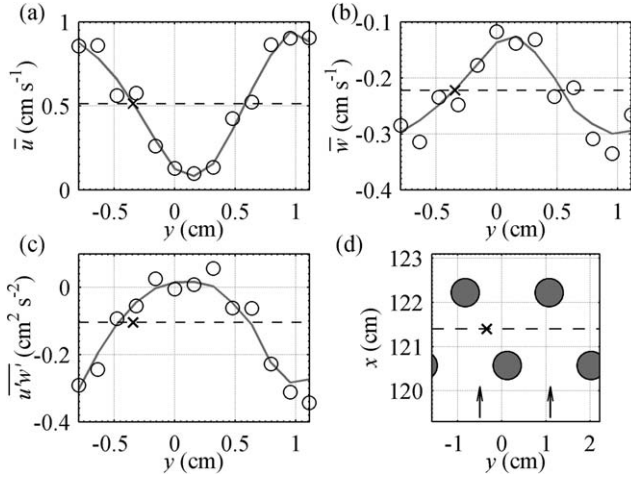 (a)
1
0.5
0
u̅ (cm s⁻¹)
-0.5 0 0.5 1
y (cm)
(b)
-0.1
-0.2
-0.3
-0.4
w̅ (cm s⁻¹)
-0.5 0 0.5 1
y (cm)
(c)
0
-0.2
-0.4
u'w' (cm² s⁻²)
-0.5 0 0.5 1
y (cm)
(d)
123
122
121
120
x (cm)
-1 0 1 2
y (cm)